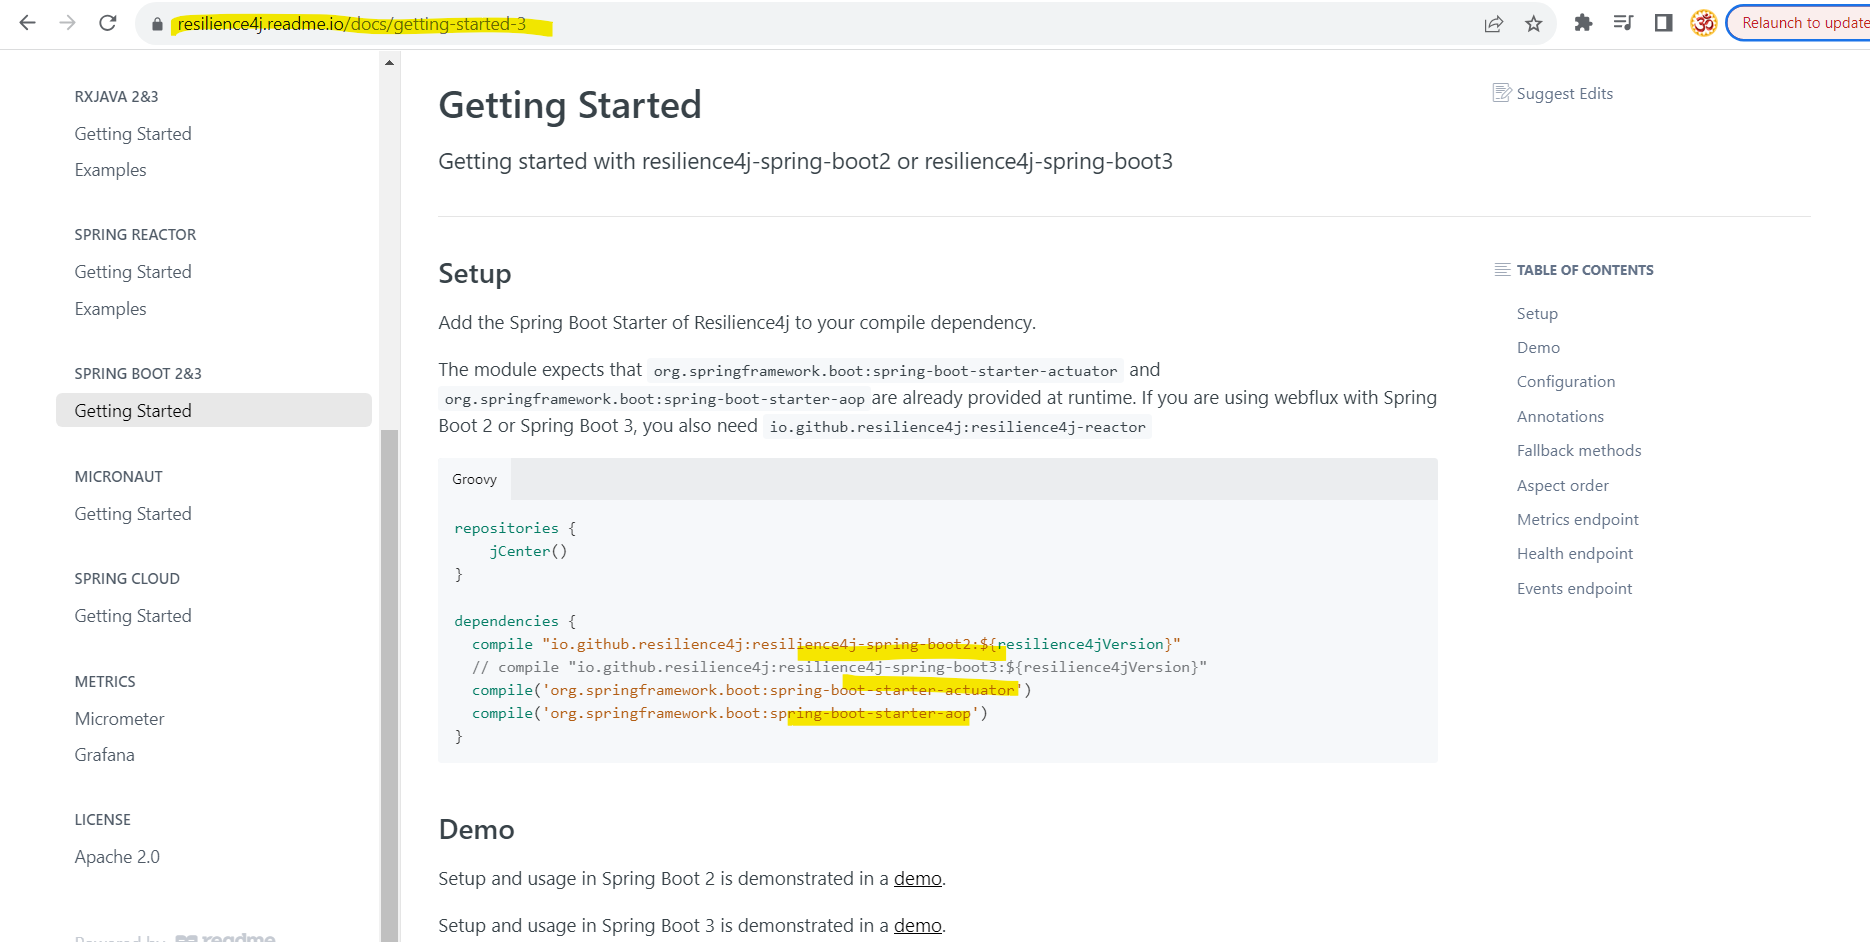 resilience4j.readme.io/docs/getting-started-3
Relaunch to update
RXJAVA 2&3
Getting Started
Examples
SPRING REACTOR
Getting Started
Examples
SPRING BOOT 2&3
Getting Started
MICRONAUT
Getting Started
SPRING CLOUD
Getting Started
METRICS
Micrometer
Grafana
LICENSE
Apache 2.0
Powered by readme
Getting Started
Getting started with resilience4j-spring-boot2 or resilience4j-spring-boot3
Setup
Add the Spring Boot Starter of Resilience4j to your compile dependency.
The module expects that org.springframework.boot:spring-boot-starter-actuator and
org.springframework.boot:spring-boot-starter-aop are already provided at runtime. If you are using webflux with Spring
Boot 2 or Spring Boot 3, you also need io.github.resilience4j:resilience4j-reactor
Groovy
repositories {
    jCenter()
}
dependencies {
  compile "io.github.resilience4j:resilience4j-spring-boot2:${resilience4jVersion}"
  // compile "io.github.resilience4j:resilience4j-spring-boot3:${resilience4jVersion}"
  compile('org.springframework.boot:spring-boot-starter-actuator')
  compile('org.springframework.boot:spring-boot-starter-aop')
}
Demo
Setup and usage in Spring Boot 2 is demonstrated in a demo.
Setup and usage in Spring Boot 3 is demonstrated in a demo.
Suggest Edits
TABLE OF CONTENTS
Setup
Demo
Configuration
Annotations
Fallback methods
Aspect order
Metrics endpoint
Health endpoint
Events endpoint